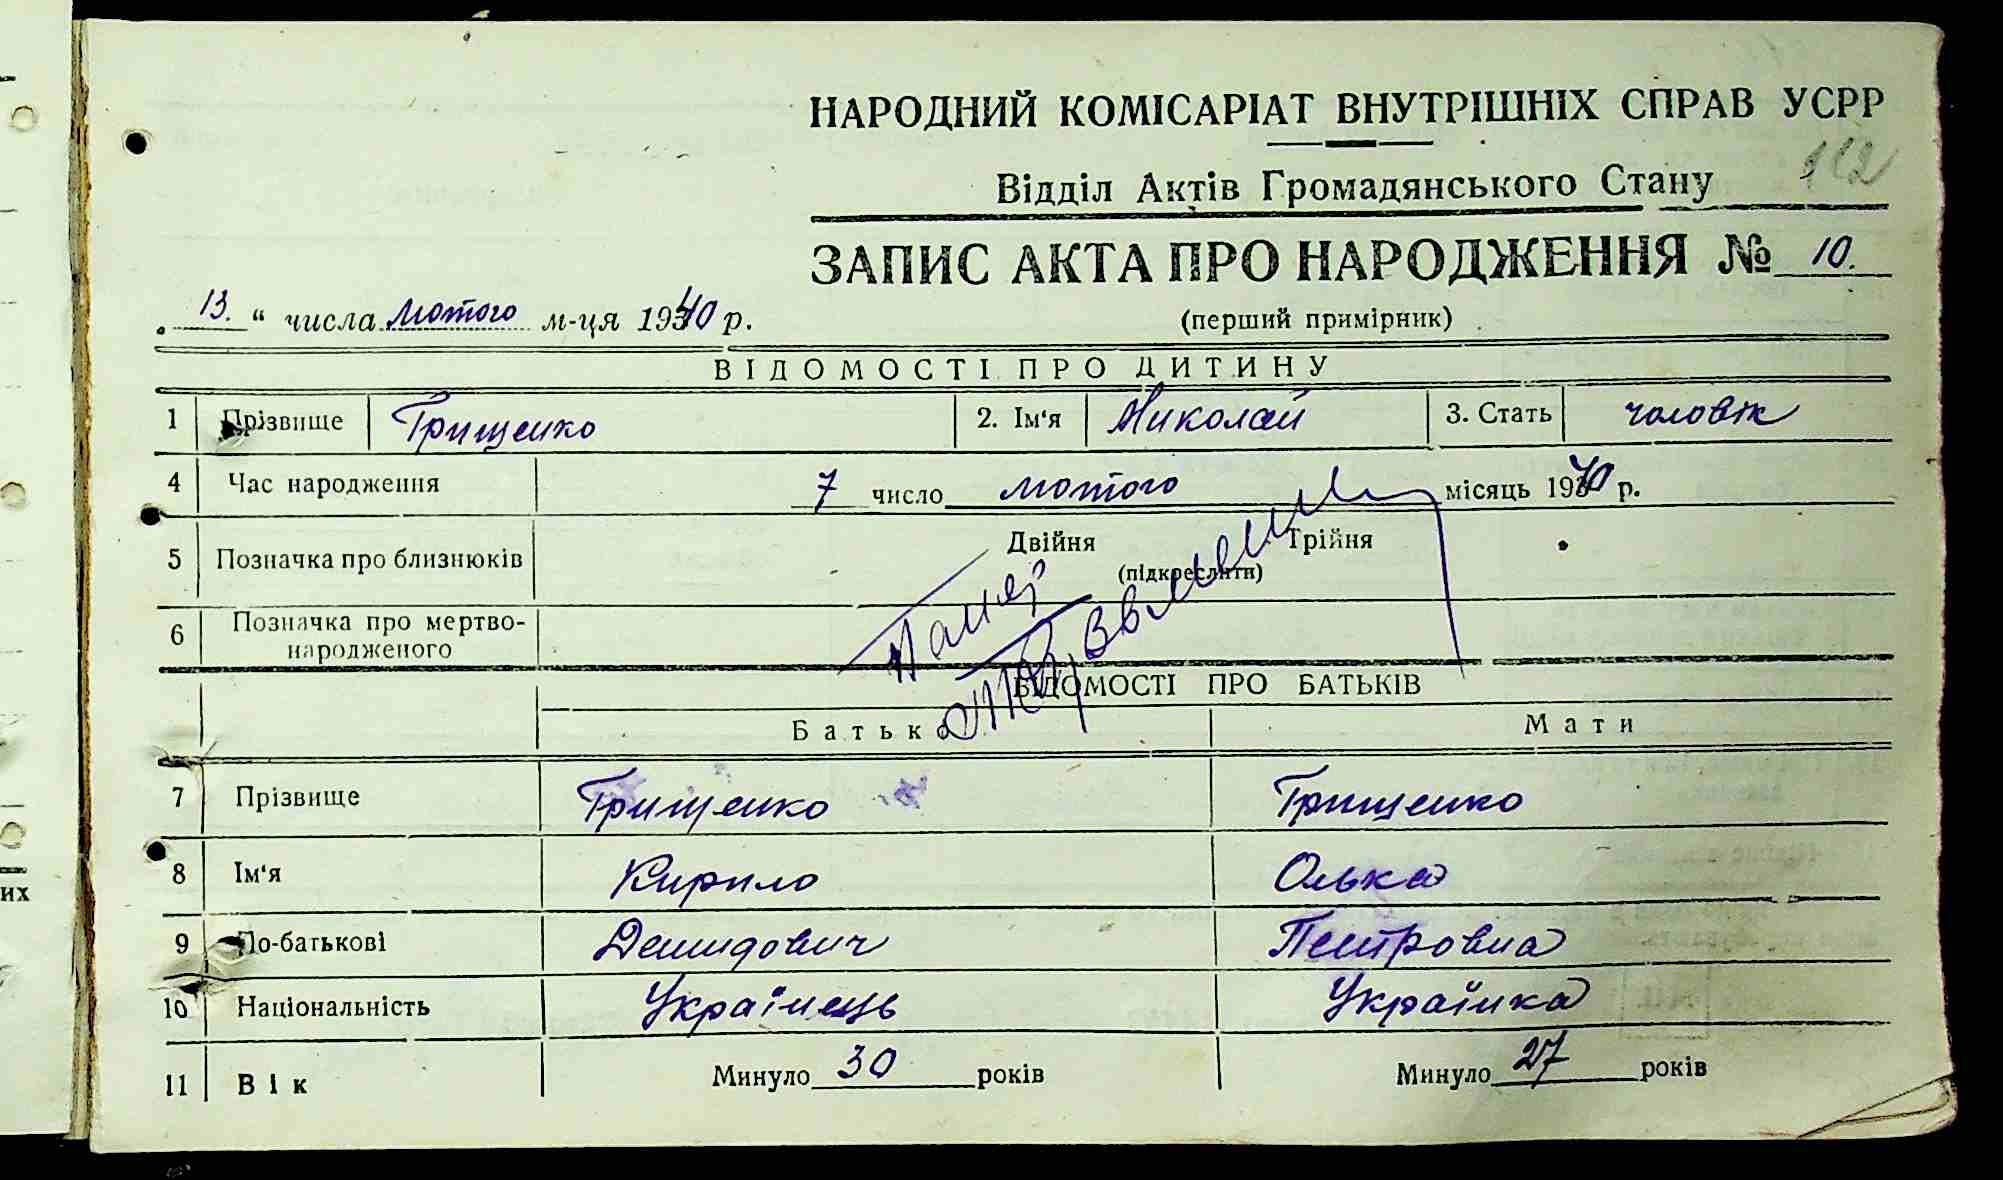 НАРОДНИЙ КОМІСАРІАТ ВНУТРІШНІХ СПРАВ УСРР
Відділ Актів Громадянського Стану 112
ЗАПИС АКТА ПРО НАРОДЖЕННЯ № 10.
„ 13. “ числа лютого м-ця 1940 р. (перший примірник)
ВІДОМОСТІ ПРО ДИТИНУ
1 Прізвище Грищенко 2. Ім‘я Николай 3. Стать чоловік
4 Час народження 7 число лютого місяць 1940 р.
5 Позначка про близнюків Двійня Трійня
(підкреслити)
6 Позначка про мертво-
народженого
ВІДОМОСТІ ПРО БАТЬКІВ
Батько Мати
7 Прізвище Грищенко Грищенко
8 Ім‘я Кирило Олька
9 По-батькові Демидович Петровна
10 Національність Українець Українка
11 Вік Минуло 30 років Минуло 27 років
их